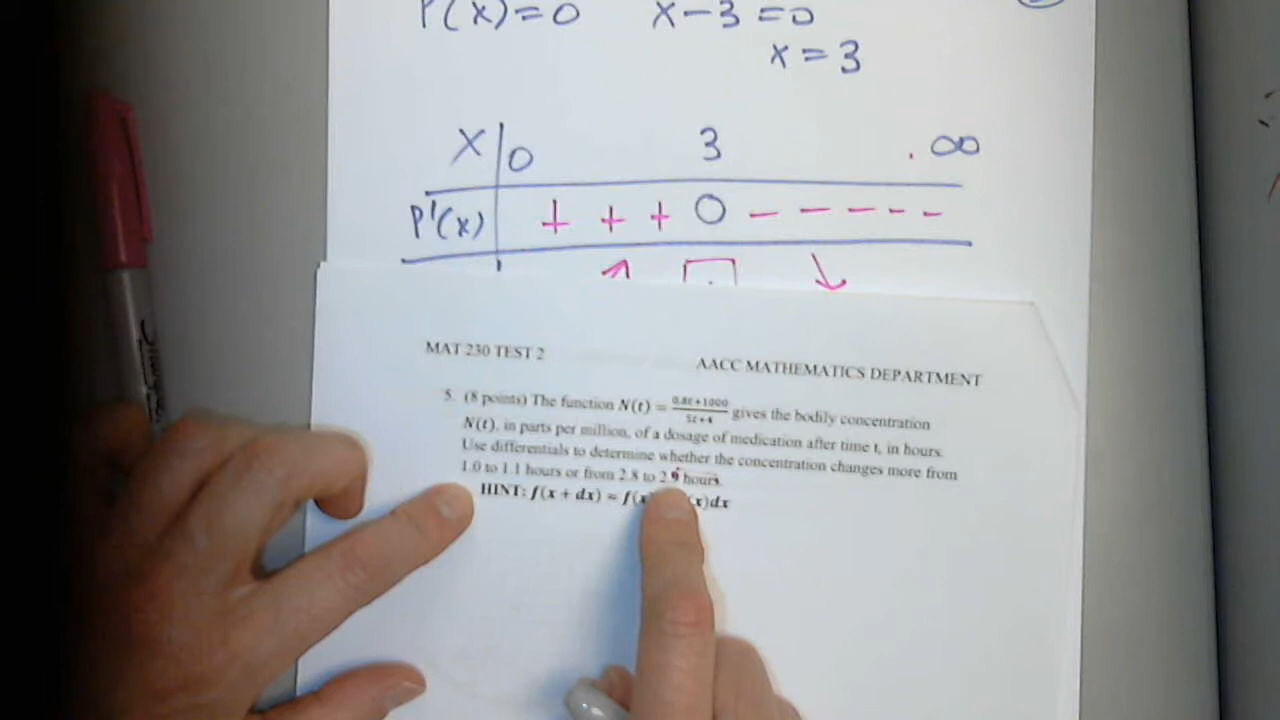 P(x)=0 x-3=0
x=3
x 0 3 ∞
P'(x) + + + 0 - - - - -
MAT 230 TEST 2 AACC MATHEMATICS DEPARTMENT
5. (8 points) The function N(t) = (0.8t+1000)/(5t+4) gives the bodily concentration
N(t), in parts per million, of a dosage of medication after time t, in hours.
Use differentials to determine whether the concentration changes more from
1.0 to 1.1 hours or from 2.8 to 2.9 hours.
HINT: f(x + dx) ≈ f(x (x)dx